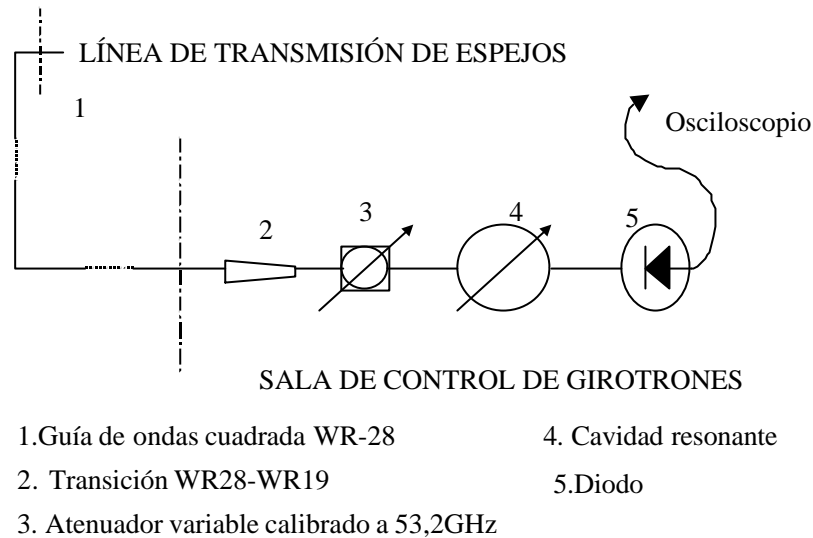 LÍNEA DE TRANSMISIÓN DE ESPEJOS
1
Osciloscopio
2
3
4
5
SALA DE CONTROL DE GIROTRONES
1.Guía de ondas cuadrada WR-28
2. Transición WR28-WR19
3. Atenuador variable calibrado a 53,2GHz
4. Cavidad resonante
5.Diodo